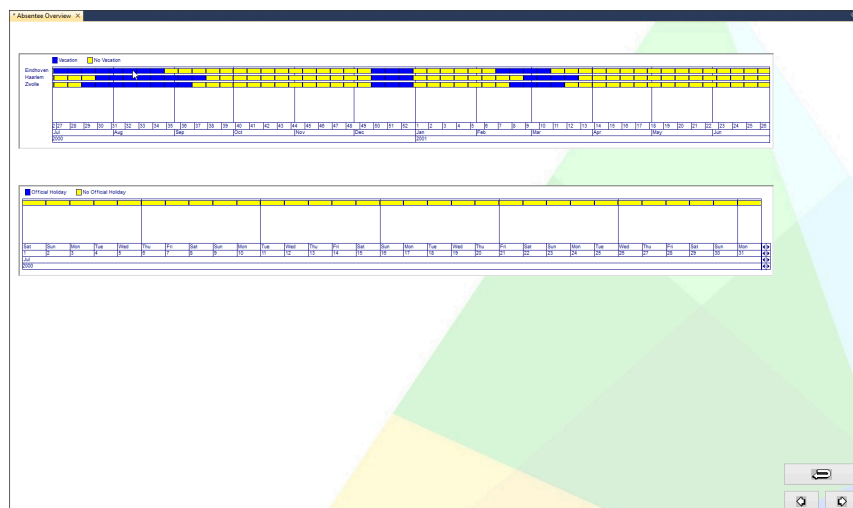 * Absentee Overview ×
Vacation No Vacation
Eindhoven
Haarlem
Zwolle
27 28 29 30 31 32 33 34 35 36 37 38 39 40 41 42 43 44 45 46 47 48 49 50 51 52 1 2 3 4 5 6 7 8 9 10 11 12 13 14 15 16 17 18 19 20 21 22 23 24 25 26
Jul Aug Sep Oct Nov Dec Jan Feb Mar Apr May Jun
2000 2001
Official Holiday No Official Holiday
Sat Sun Mon Tue Wed Thu Fri Sat Sun Mon Tue Wed Thu Fri Sat Sun Mon Tue Wed Thu Fri Sat Sun Mon Tue Wed Thu Fri Sat Sun Mon
1 2 3 4 5 6 7 8 9 10 11 12 13 14 15 16 17 18 19 20 21 22 23 24 25 26 27 28 29 30 31
Jul
2000